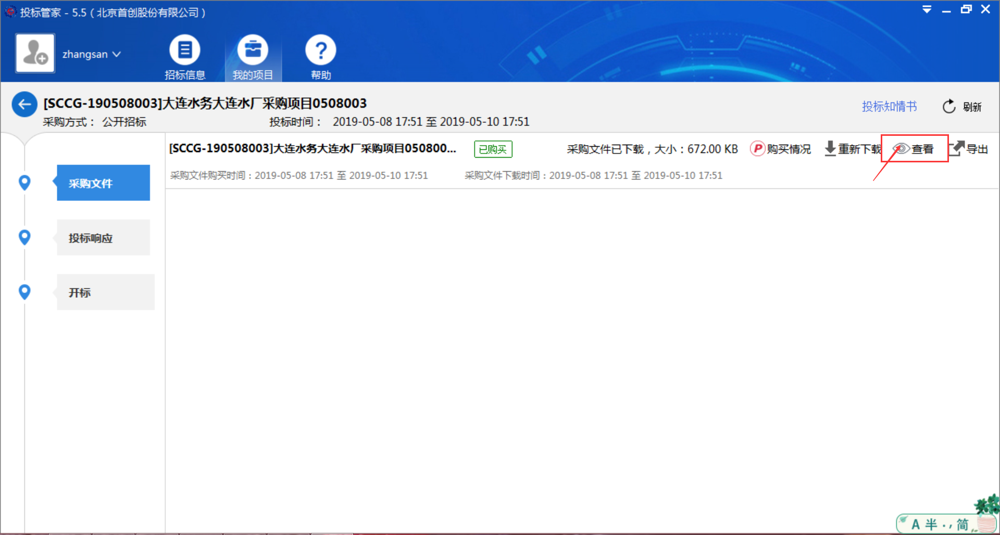 投标管家 - 5.5 ( 北京首创股份有限公司 )
zhangsan
招标信息
我的项目
帮助
[SCCG-190508003]大连水务大连水厂采购项目0508003
投标知情书
刷新
采购方式： 公开招标
投标时间： 2019-05-08 17:51 至 2019-05-10 17:51
[SCCG-190508003]大连水务大连水厂采购项目050800...
已购买
采购文件已下载，大小：672.00 KB
P 购买情况
重新下载
查看
导出
采购文件购买时间：2019-05-08 17:51 至 2019-05-10 17:51
采购文件下载时间：2019-05-08 17:51 至 2019-05-10 17:51
采购文件
投标响应
开标
A 半 ·, 简